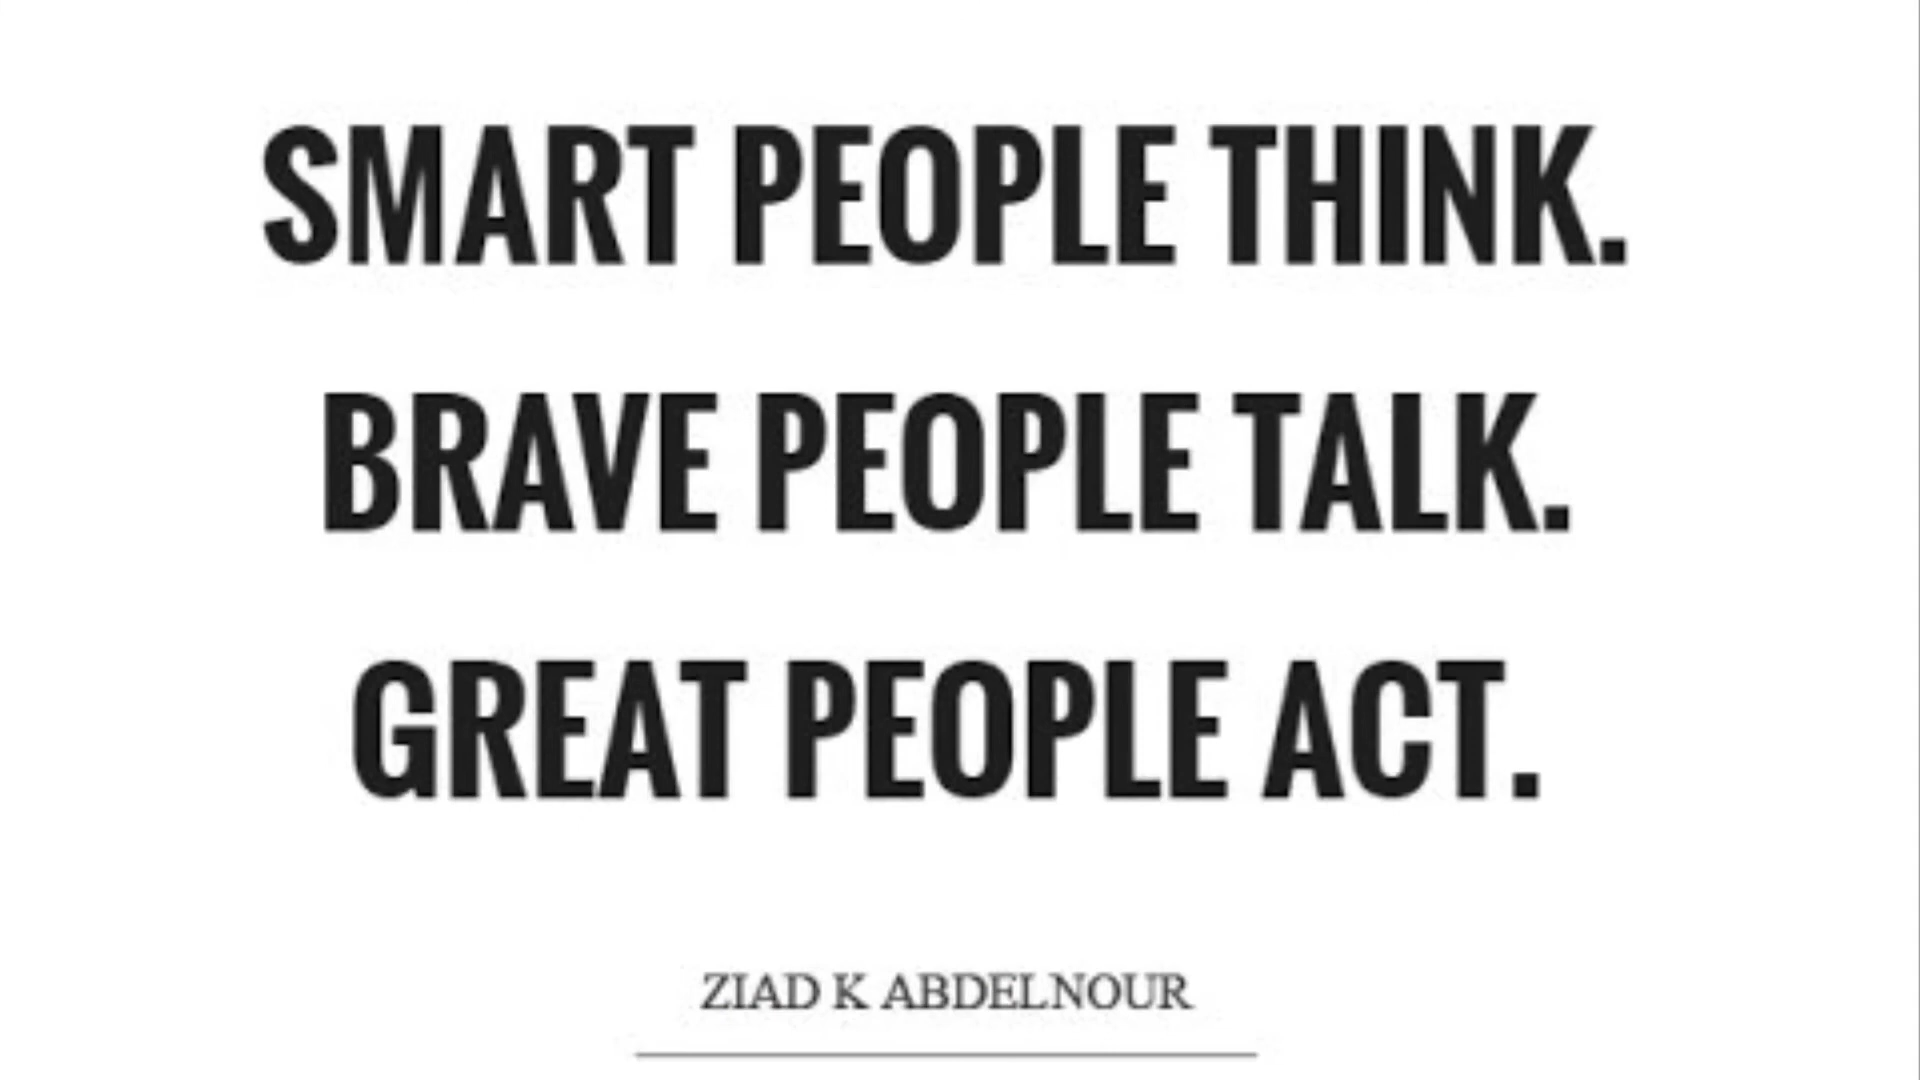 SMART PEOPLE THINK.
BRAVE PEOPLE TALK.
GREAT PEOPLE ACT.
ZIAD K ABDELNOUR